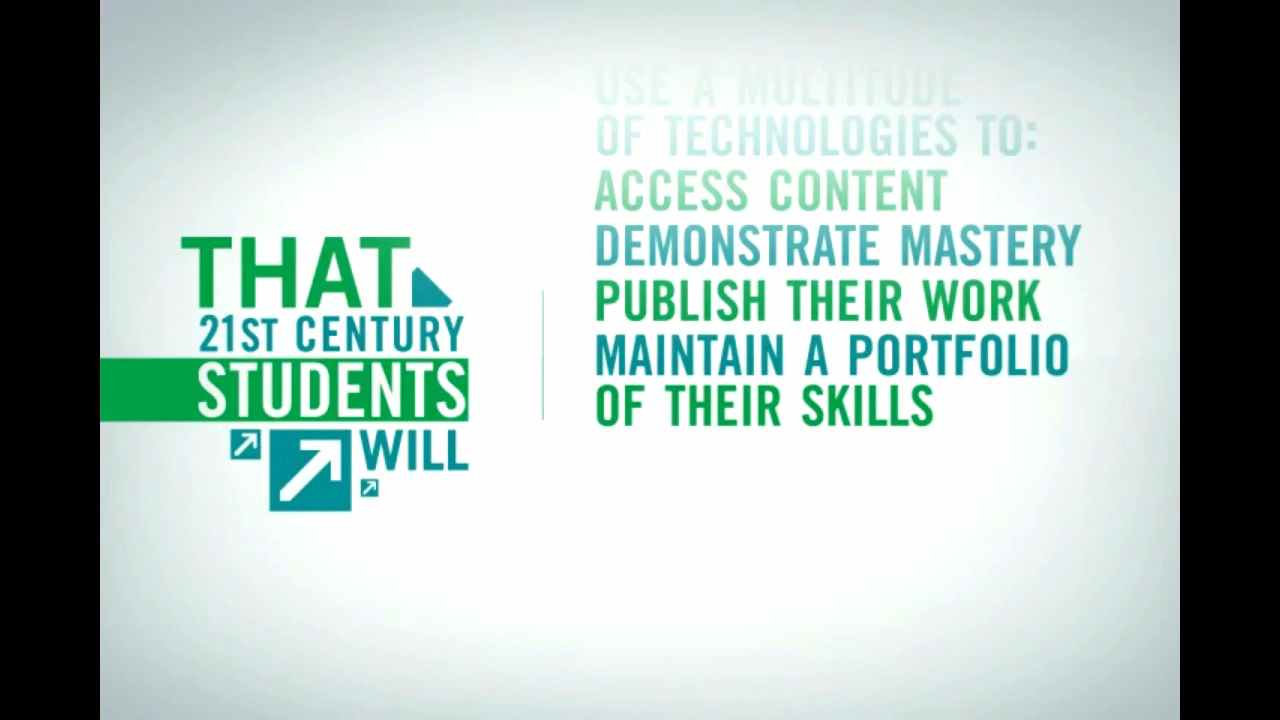 THAT
21ST CENTURY
STUDENTS
WILL
USE A MULTITUDE
OF TECHNOLOGIES TO:
ACCESS CONTENT
DEMONSTRATE MASTERY
PUBLISH THEIR WORK
MAINTAIN A PORTFOLIO
OF THEIR SKILLS